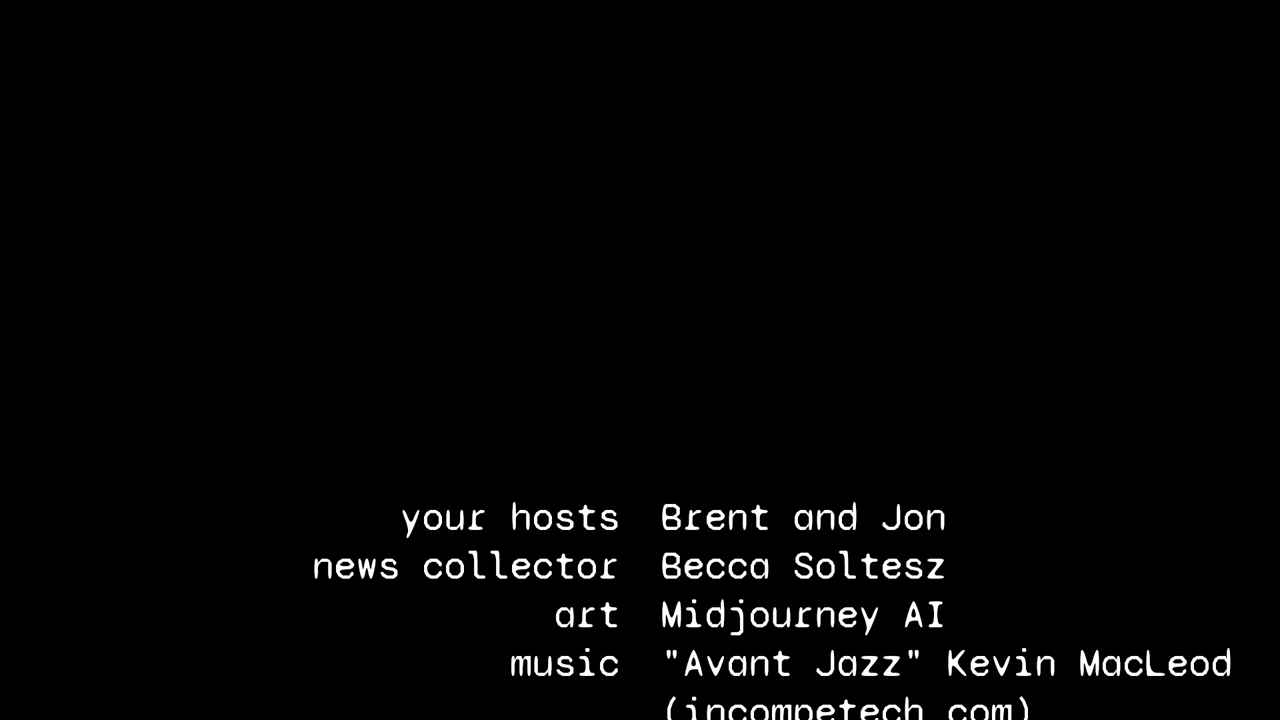 your hosts Brent and Jon
news collector Becca Soltesz
art Midjourney AI
music "Avant Jazz" Kevin MacLeod
(incompetech.com)